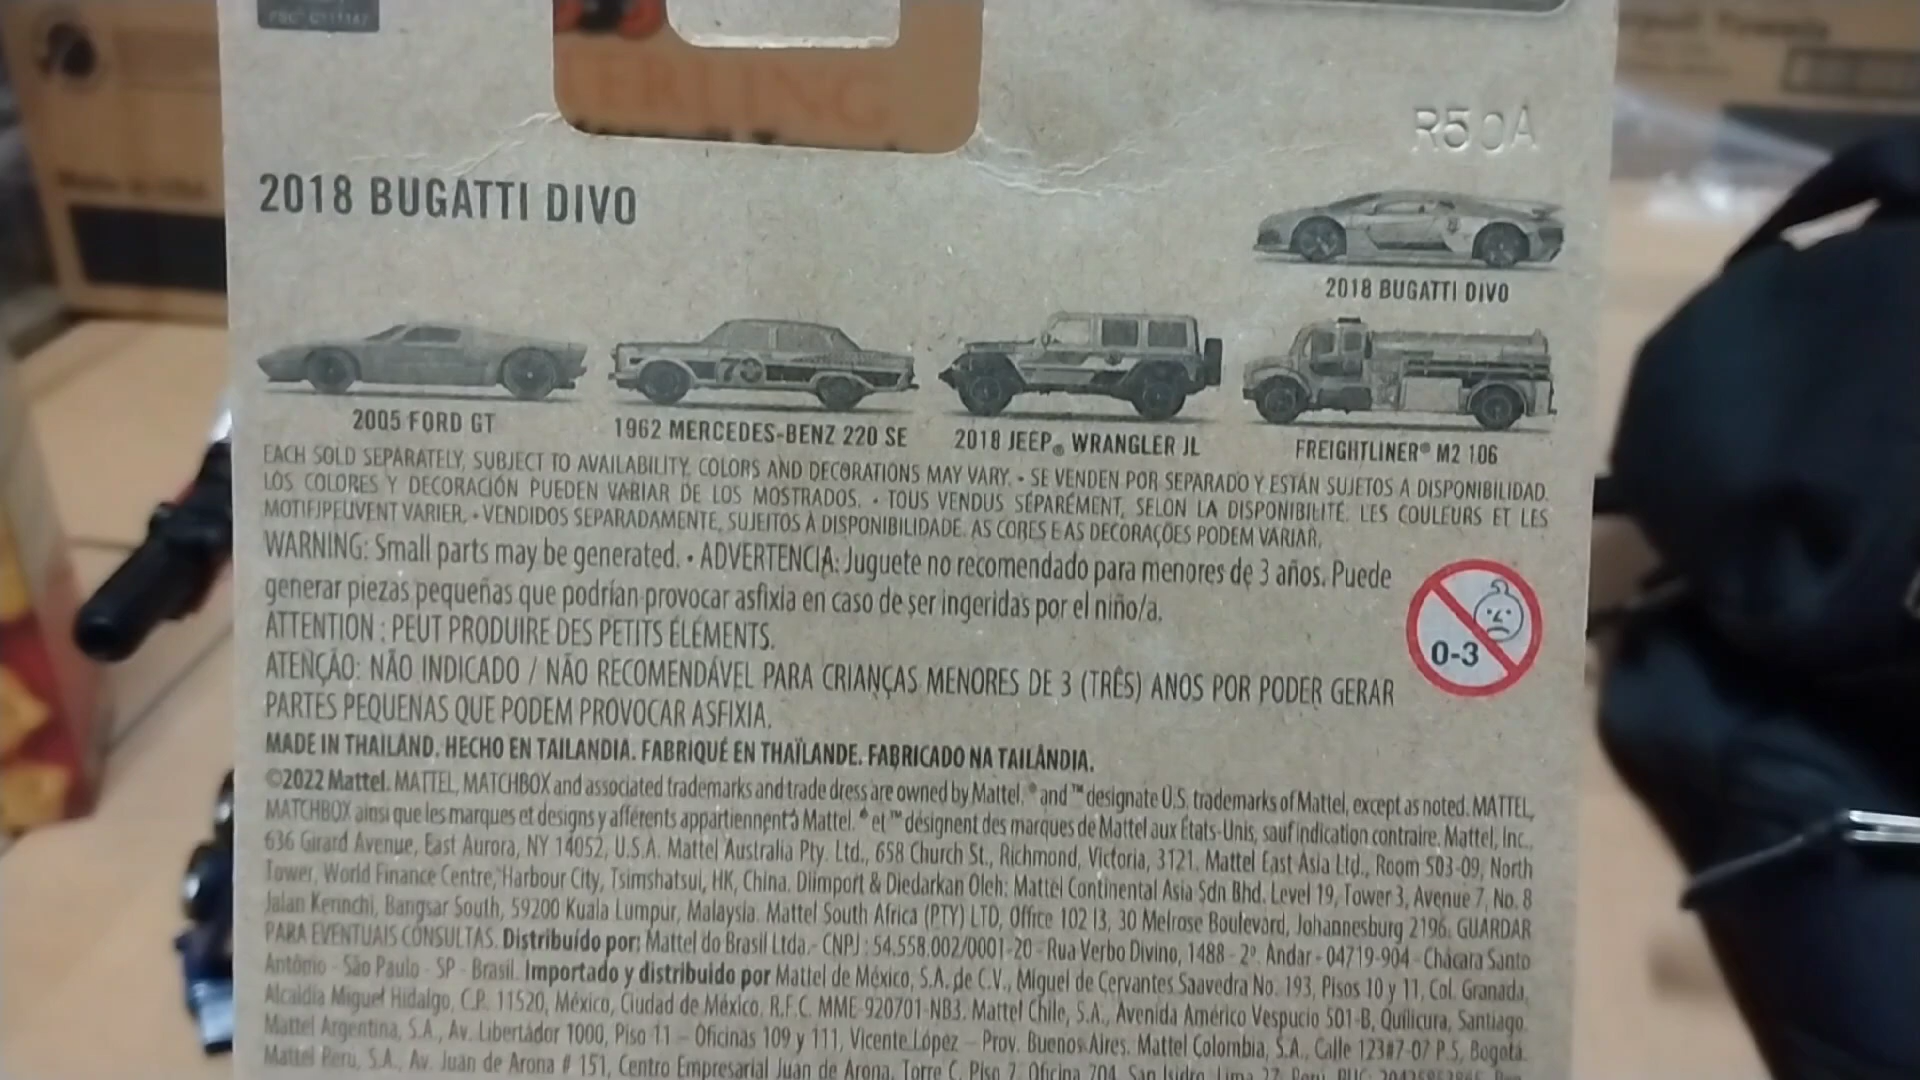 FSC® C111167
ERLING
R50A
2018 BUGATTI DIVO
2018 BUGATTI DIVO
73
2005 FORD GT
1962 MERCEDES-BENZ 220 SE
2018 JEEP® WRANGLER JL
FREIGHTLINER® M2 106
EACH SOLD SEPARATELY, SUBJECT TO AVAILABILITY. COLORS AND DECORATIONS MAY VARY. • SE VENDEN POR SEPARADO Y ESTÁN SUJETOS A DISPONIBILIDAD.
LOS COLORES Y DECORACIÓN PUEDEN VARIAR DE LOS MOSTRADOS. • TOUS VENDUS SÉPARÉMENT, SELON LA DISPONIBILITÉ. LES COULEURS ET LES
MOTIFS PEUVENT VARIER. • VENDIDOS SEPARADAMENTE, SUJEITOS À DISPONIBILIDADE. AS CORES E AS DECORAÇÕES PODEM VARIAR.
WARNING: Small parts may be generated. • ADVERTENCIA: Juguete no recomendado para menores de 3 años. Puede
generar piezas pequeñas que podrían provocar asfixia en caso de ser ingeridas por el niño/a.
ATTENTION : PEUT PRODUIRE DES PETITS ÉLÉMENTS.
ATENÇÃO: NÃO INDICADO / NÃO RECOMENDÁVEL PARA CRIANÇAS MENORES DE 3 (TRÊS) ANOS POR PODER GERAR
PARTES PEQUENAS QUE PODEM PROVOCAR ASFIXIA.
0-3
MADE IN THAILAND. HECHO EN TAILANDIA. FABRIQUÉ EN THAÏLANDE. FABRICADO NA TAILÂNDIA.
©2022 Mattel. MATTEL, MATCHBOX and associated trademarks and trade dress are owned by Mattel. ® and ™ designate U.S. trademarks of Mattel, except as noted. MATTEL,
MATCHBOX ainsi que les marques et designs y afférents appartiennent à Mattel. ® et ™ désignent des marques de Mattel aux États-Unis, sauf indication contraire. Mattel, Inc.,
636 Girard Avenue, East Aurora, NY 14052, U.S.A. Mattel Australia Pty. Ltd., 658 Church St., Richmond, Victoria, 3121. Mattel East Asia Ltd., Room 503-09, North
Tower, World Finance Centre, Harbour City, Tsimshatsui, HK, China. Diimport & Diedarkan Oleh: Mattel Continental Asia Sdn Bhd. Level 19, Tower 3, Avenue 7, No. 8
Jalan Kerinchi, Bangsar South, 59200 Kuala Lumpur, Malaysia. Mattel South Africa (PTY) LTD, Office 102 I3, 30 Melrose Boulevard, Johannesburg 2196. GUARDAR
PARA EVENTUAIS CONSULTAS. Distribuído por: Mattel do Brasil Ltda.- CNPJ : 54.558.002/0001-20 - Rua Verbo Divino, 1488 - 2º. Andar - 04719-904 - Chácara Santo
Antônio - São Paulo - SP - Brasil. Importado y distribuido por Mattel de México, S.A. de C.V., Miguel de Cervantes Saavedra No. 193, Pisos 10 y 11, Col. Granada,
Alcaldía Miguel Hidalgo, C.P. 11520, México, Ciudad de México. R.F.C. MME-920701-NB3. Mattel Chile, S.A., Avenida Américo Vespucio 501-B, Quilicura, Santiago.
Mattel Argentina, S.A., Av. Libertador 1000, Piso 11 – Oficinas 109 y 111, Vicente López – Prov. Buenos Aires. Mattel Colombia, S.A., Calle 123#7-07 P.5, Bogotá.
Mattel Perú, S.A., Av. Juan de Arona # 151, Centro Empresarial Juan de Arona, Torre C, Piso 7, Oficina 704, San Isidro, Lima 27, Perú.